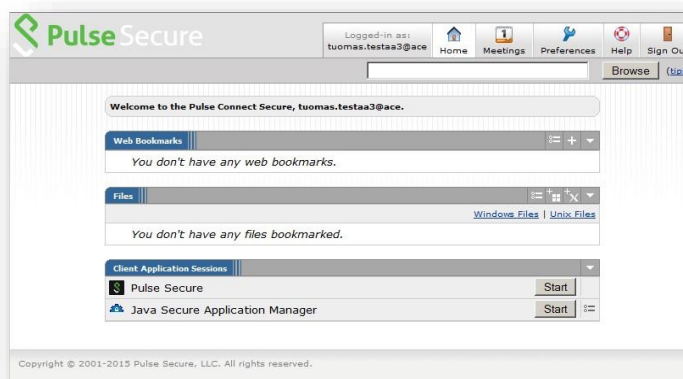 Pulse Secure
Logged-in as:
tuomas.testaa3@ace
Home
Meetings
Preferences
Help
Sign Ou
Browse
(tip
Welcome to the Pulse Connect Secure, tuomas.testaa3@ace.
Web Bookmarks
You don't have any web bookmarks.
Files
Windows Files | Unix Files
You don't have any files bookmarked.
Client Application Sessions
Pulse Secure
Start
Java Secure Application Manager
Start
Copyright © 2001-2015 Pulse Secure, LLC. All rights reserved.